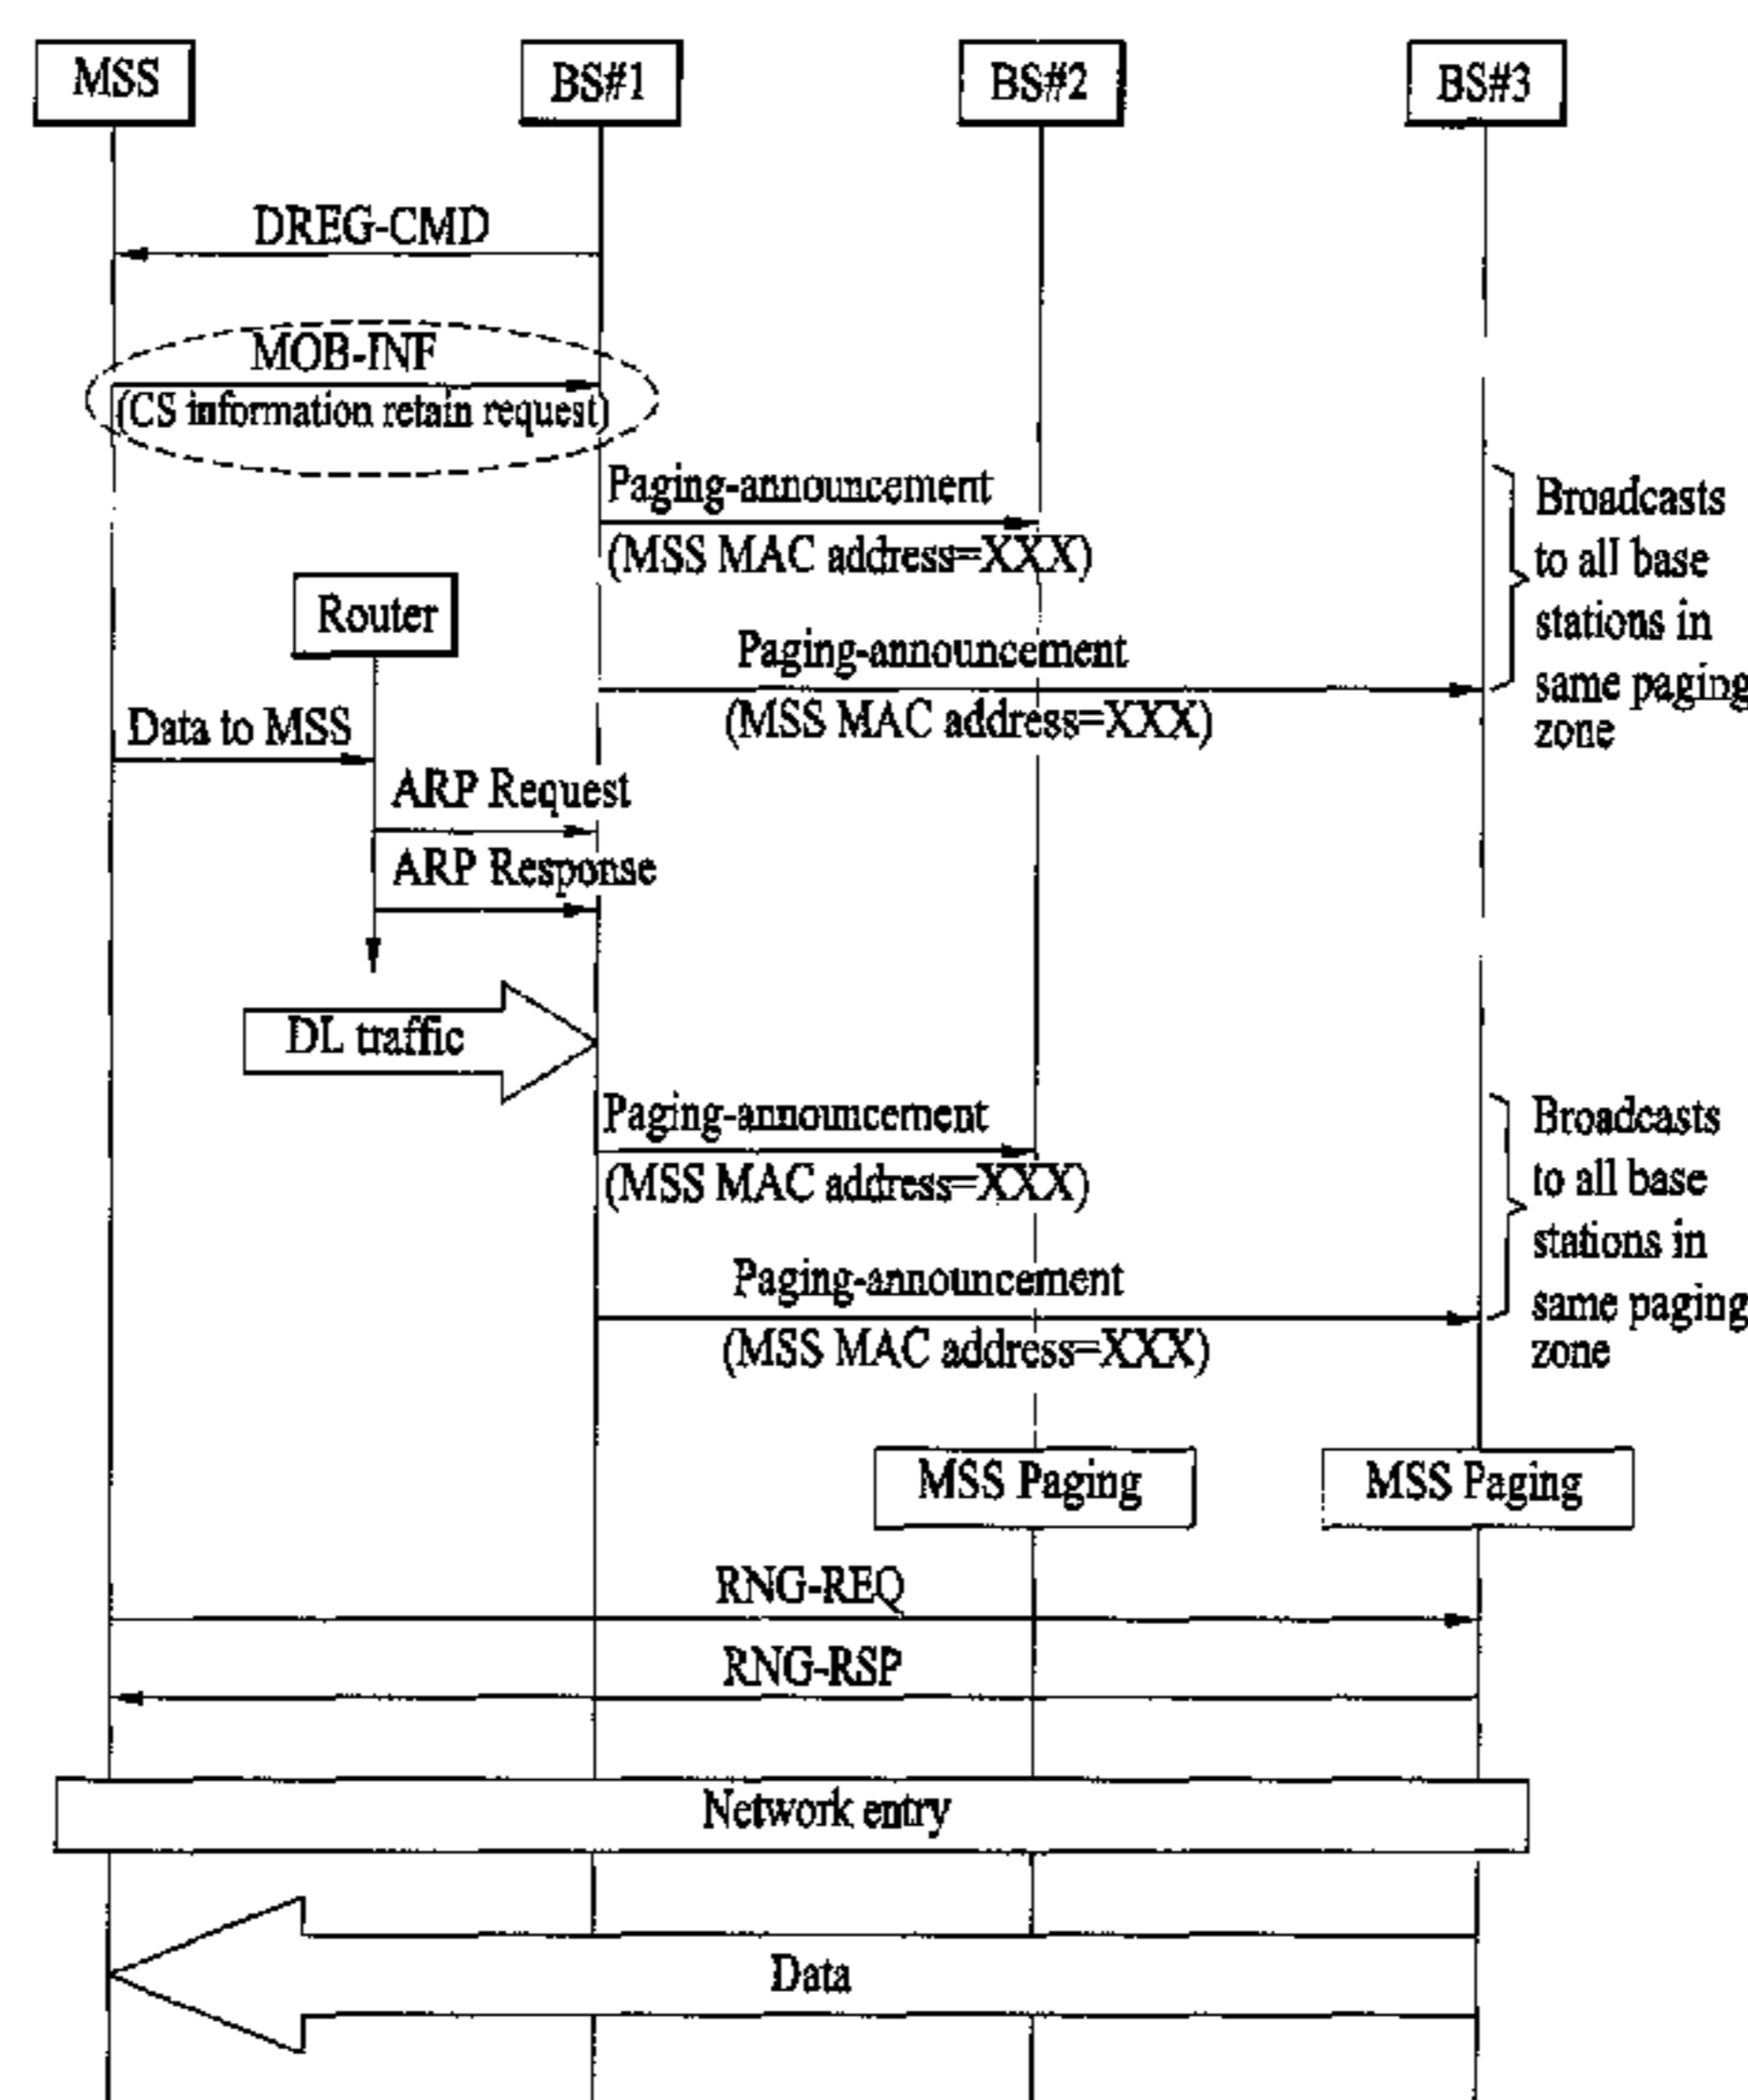 MSS
BS#1
BS#2
BS#3
DREG-CMD
MOB-INF
(CS information retain request)
Paging-announcement
(MSS MAC address=XXX)
Broadcasts
to all base
stations in
same paging
zone
Router
Paging-announcement
(MSS MAC address=XXX)
Data to MSS
ARP Request
ARP Response
DL traffic
Paging-announcement
(MSS MAC address=XXX)
Broadcasts
to all base
stations in
same paging
zone
Paging-announcement
(MSS MAC address=XXX)
MSS Paging
MSS Paging
RNG-REQ
RNG-RSP
Network entry
Data